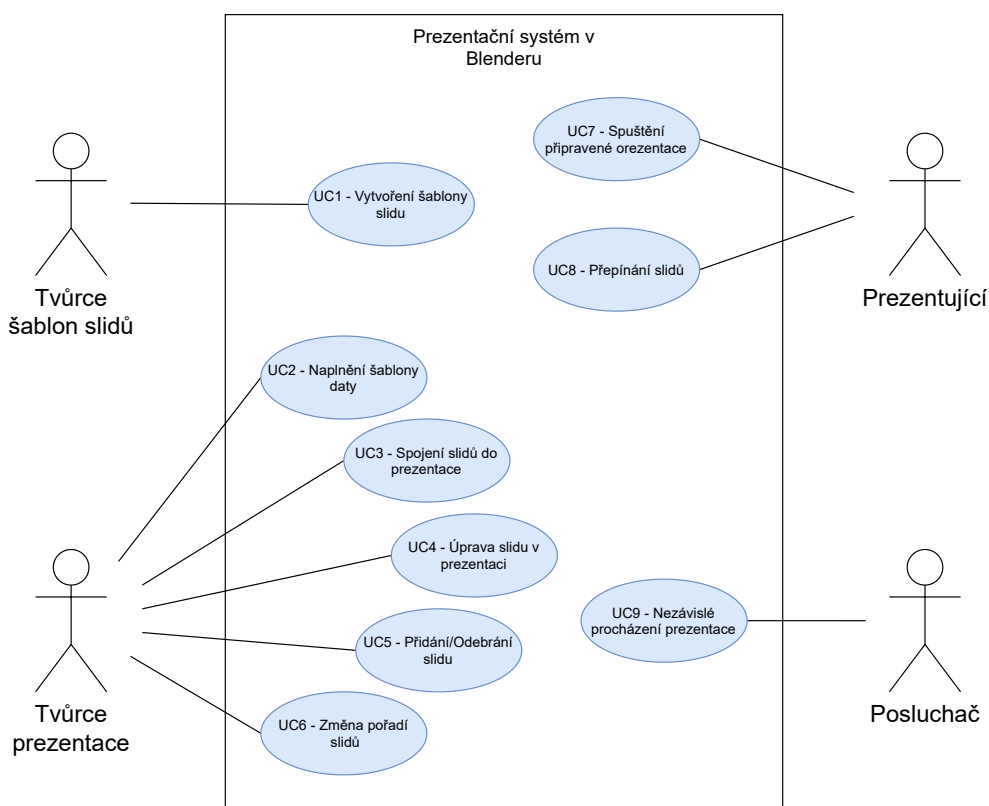 Prezentační systém v
Blenderu
UC7 - Spuštění
připravené orezentace
UC1 - Vytvoření šablony
slidu
UC8 - Přepínání slidů
Tvůrce
šablon slidů
Prezentující
UC2 - Naplnění šablony
daty
UC3 - Spojení slidů do
prezentace
UC4 - Úprava slidu v
prezentaci
UC9 - Nezávislé
procházení prezentace
UC5 - Přidání/Odebrání
slidu
UC6 - Změna pořadí
slidů
Tvůrce
prezentace
Posluchač